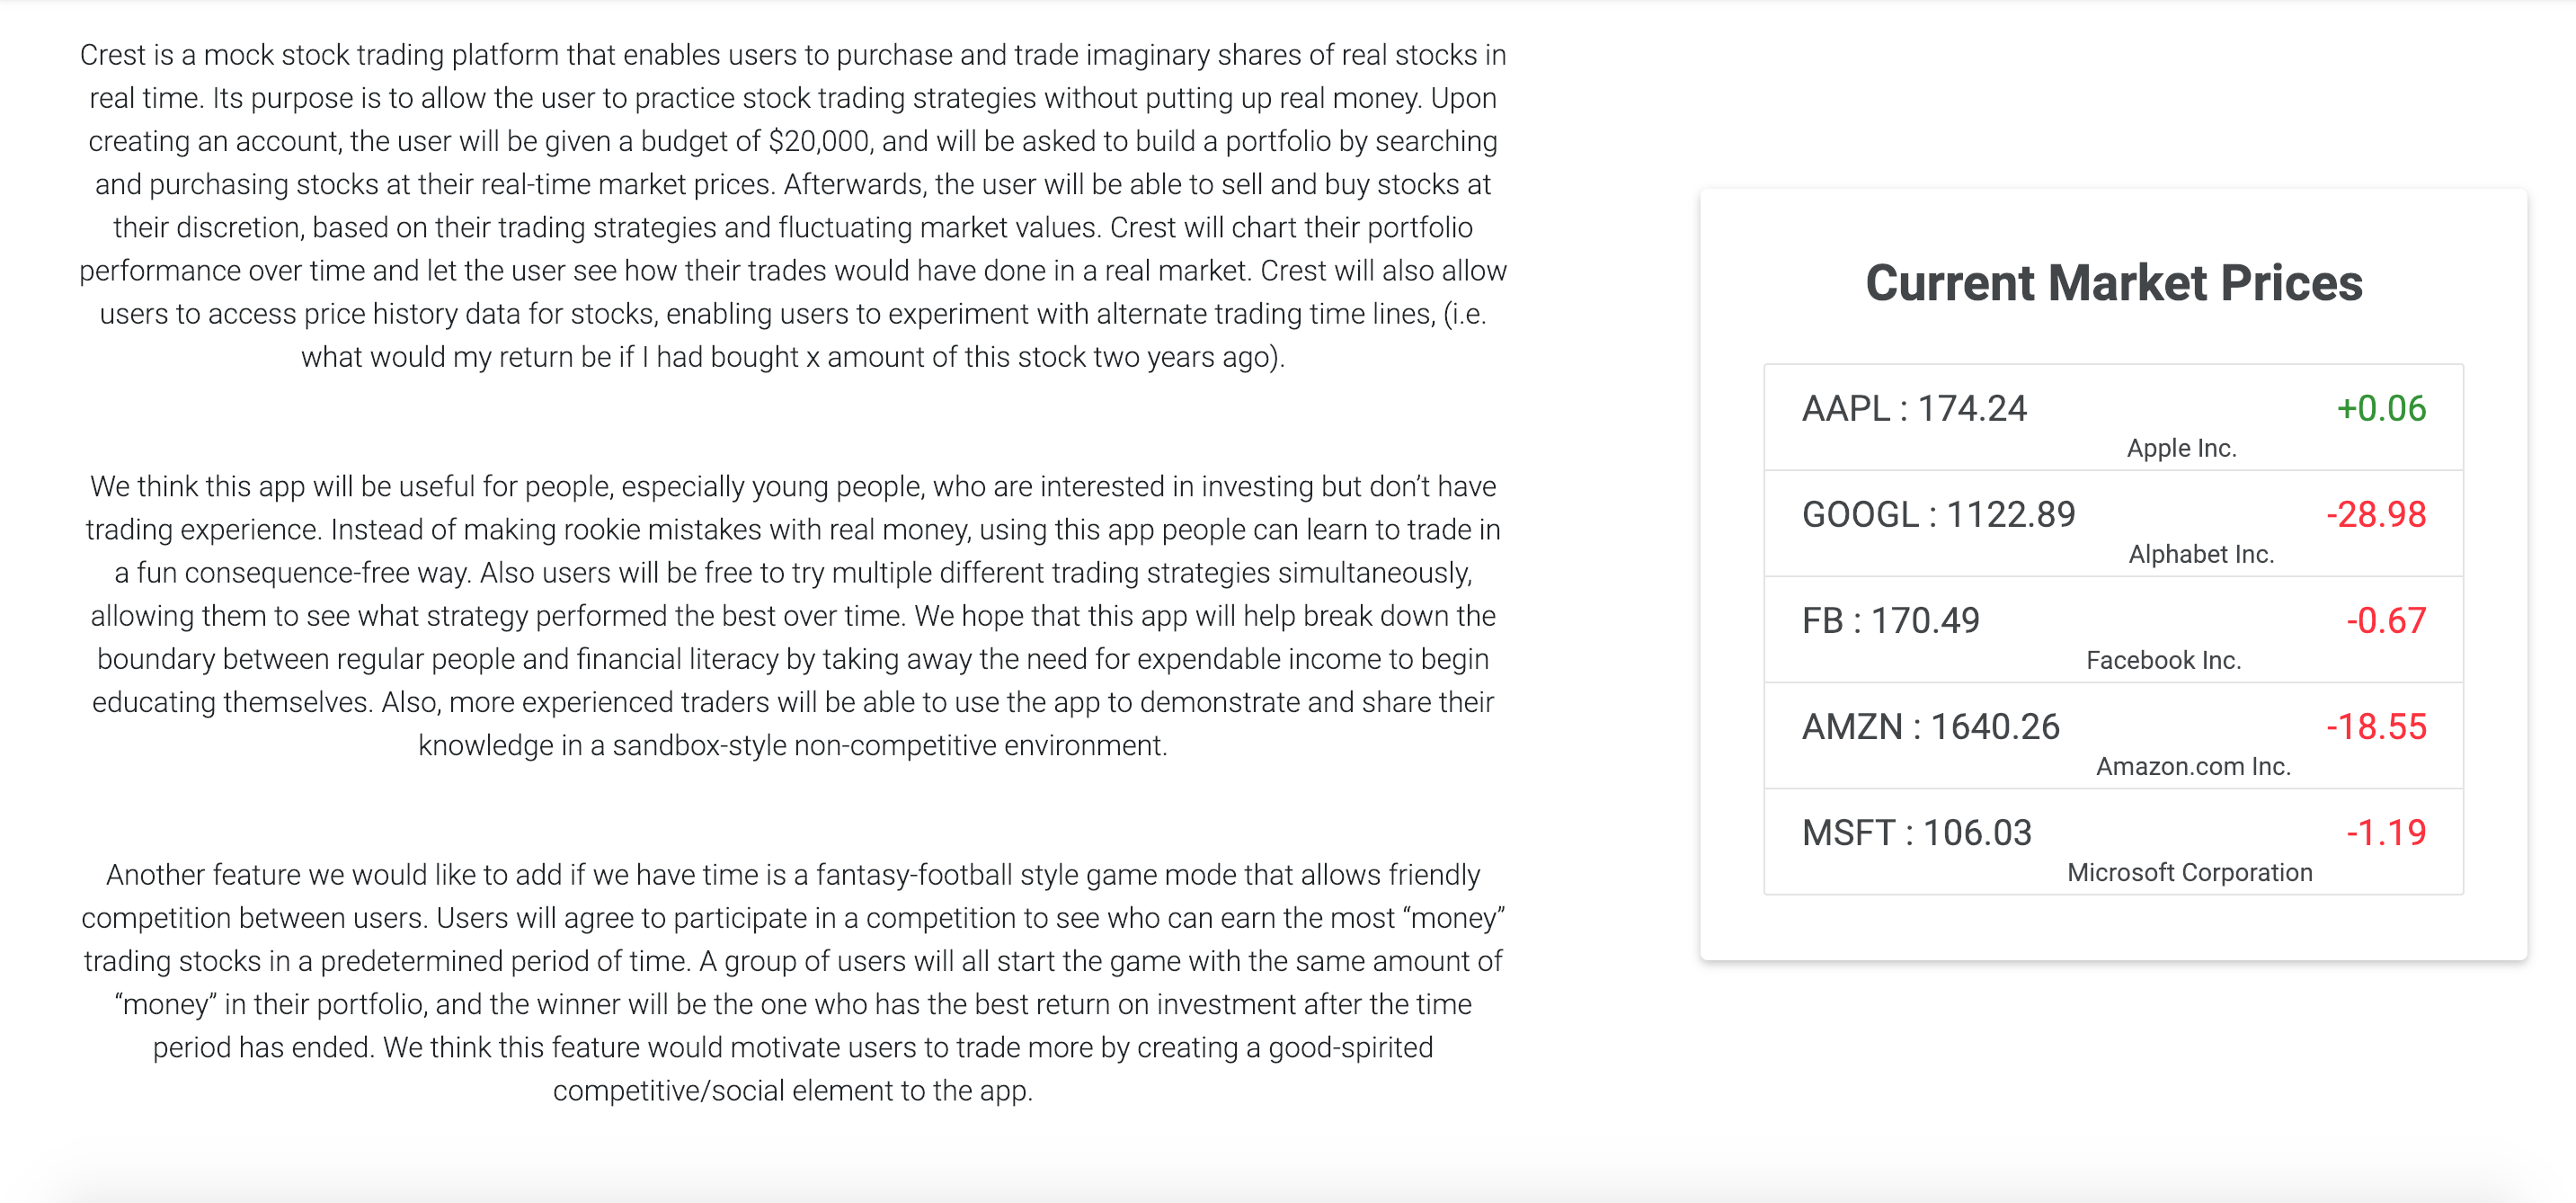 Crest is a mock stock trading platform that enables users to purchase and trade imaginary shares of real stocks in
real time. Its purpose is to allow the user to practice stock trading strategies without putting up real money. Upon
creating an account, the user will be given a budget of $20,000, and will be asked to build a portfolio by searching
and purchasing stocks at their real-time market prices. Afterwards, the user will be able to sell and buy stocks at
their discretion, based on their trading strategies and fluctuating market values. Crest will chart their portfolio
performance over time and let the user see how their trades would have done in a real market. Crest will also allow
users to access price history data for stocks, enabling users to experiment with alternate trading time lines, (i.e.
what would my return be if I had bought x amount of this stock two years ago).
We think this app will be useful for people, especially young people, who are interested in investing but don’t have
trading experience. Instead of making rookie mistakes with real money, using this app people can learn to trade in
a fun consequence-free way. Also users will be free to try multiple different trading strategies simultaneously,
allowing them to see what strategy performed the best over time. We hope that this app will help break down the
boundary between regular people and financial literacy by taking away the need for expendable income to begin
educating themselves. Also, more experienced traders will be able to use the app to demonstrate and share their
knowledge in a sandbox-style non-competitive environment.
Another feature we would like to add if we have time is a fantasy-football style game mode that allows friendly
competition between users. Users will agree to participate in a competition to see who can earn the most “money”
trading stocks in a predetermined period of time. A group of users will all start the game with the same amount of
“money” in their portfolio, and the winner will be the one who has the best return on investment after the time
period has ended. We think this feature would motivate users to trade more by creating a good-spirited
competitive/social element to the app.
Current Market Prices
AAPL : 174.24 +0.06
Apple Inc.
GOOGL : 1122.89 -28.98
Alphabet Inc.
FB : 170.49 -0.67
Facebook Inc.
AMZN : 1640.26 -18.55
Amazon.com Inc.
MSFT : 106.03 -1.19
Microsoft Corporation